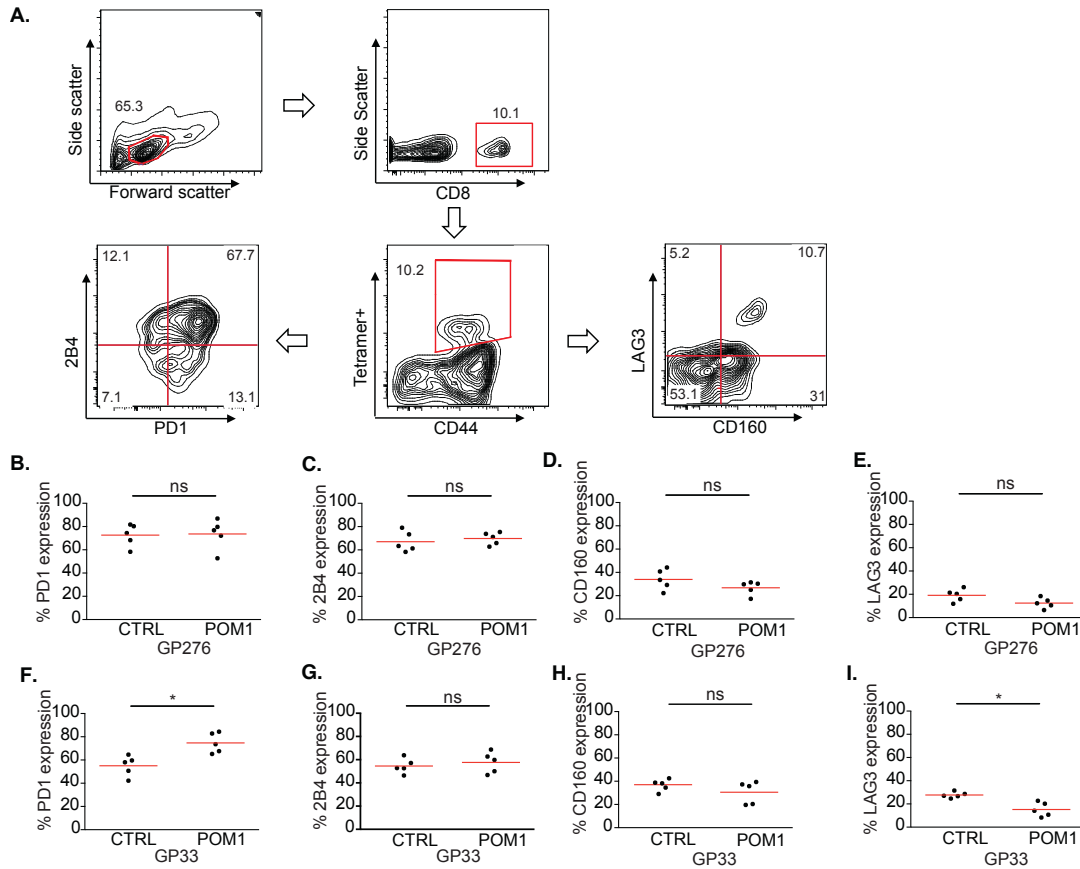 A.
Side scatter
65.3
Forward scatter
Side Scatter
10.1
CD8
2B4
12.1
67.7
7.1
13.1
PD1
Tetramer+
10.2
CD44
LAG3
5.2
10.7
53.1
31
CD160
B.
% PD1 expression
100
80
60
40
20
0
ns
CTRL
POM1
GP276
C.
% 2B4 expression
100
80
60
40
20
0
ns
CTRL
POM1
GP276
D.
% CD160 expression
100
80
60
40
20
0
ns
CTRL
POM1
GP276
E.
% LAG3 expression
100
80
60
40
20
0
ns
CTRL
POM1
GP276
F.
% PD1 expression
100
80
60
40
20
0
*
CTRL
POM1
GP33
G.
% 2B4 expression
100
80
60
40
20
0
ns
CTRL
POM1
GP33
H.
% CD160 expression
100
80
60
40
20
0
ns
CTRL
POM1
GP33
I.
% LAG3 expression
100
80
60
40
20
0
*
CTRL
POM1
GP33